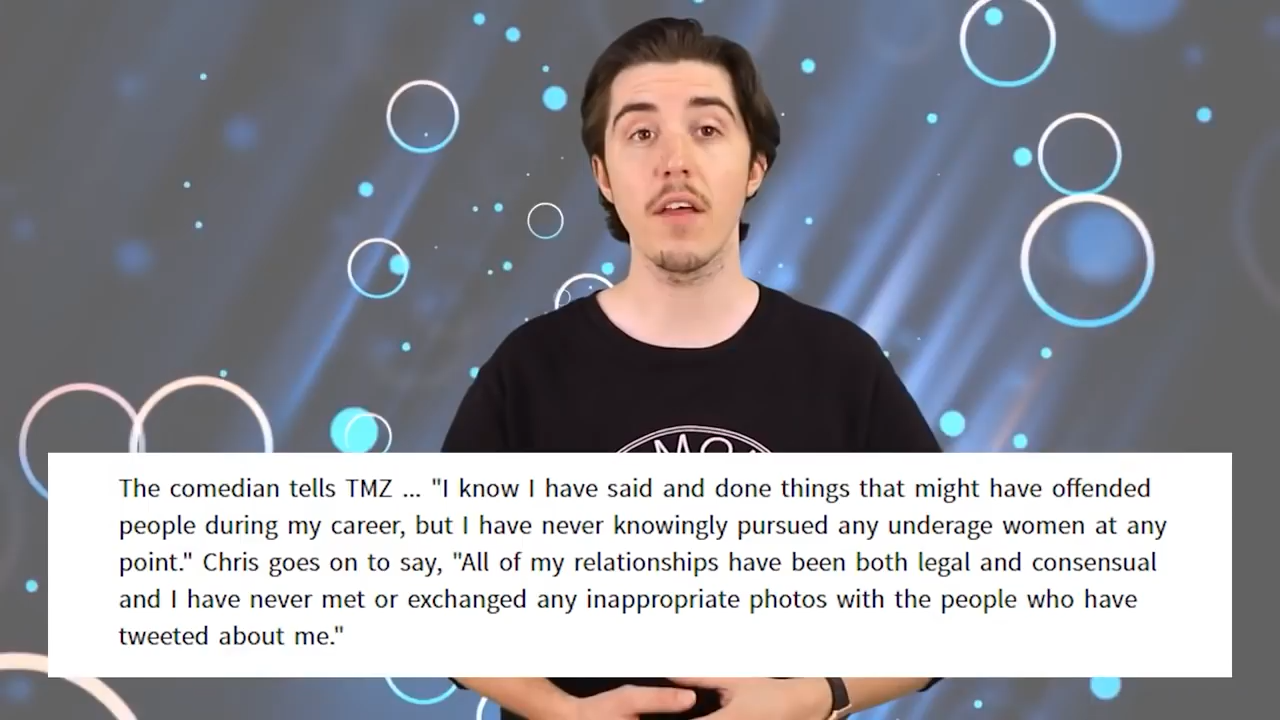 The comedian tells TMZ ... "I know I have said and done things that might have offended
people during my career, but I have never knowingly pursued any underage women at any
point." Chris goes on to say, "All of my relationships have been both legal and consensual
and I have never met or exchanged any inappropriate photos with the people who have
tweeted about me."